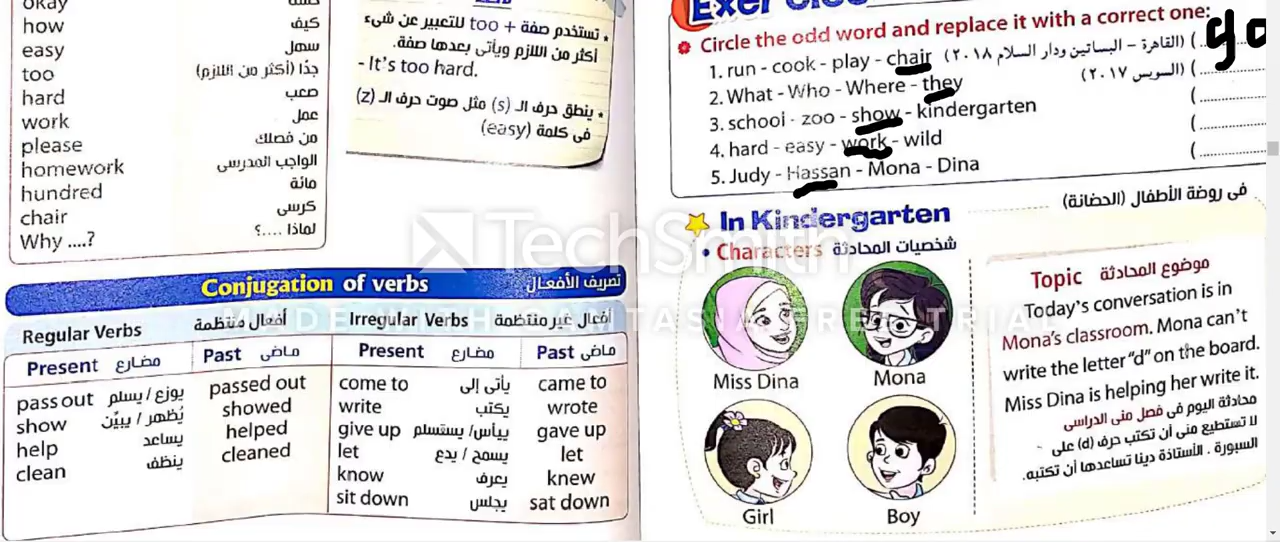 okay
how كيف
easy سهل
too جدًا (أكثر من اللازم)
hard صعب
work عمل
please من فضلك
homework الواجب المدرسى
hundred مائة
chair كرسى
Why ....? لماذا ....؟
• تستخدم صفة + too للتعبير عن شىء
أكثر من اللازم ويأتى بعدها صفة.
- It's too hard.
• ينطق حرف الـ (s) مثل صوت حرف الـ (z)
فى كلمة (easy)
Conjugation of verbs تصريف الأفعال
Regular Verbs أفعال منتظمة Irregular Verbs أفعال غير منتظمة
Present مضارع Past ماضى Present مضارع Past ماضى
pass out يوزع / يسلم passed out come to يأتى إلى came to
show يُظهر / يبيِّن showed write يكتب wrote
help يساعد helped give up ييأس/ يستسلم gave up
clean ينظف cleaned let يسمح / يدع let
know يعرف knew
sit down يجلس sat down
Circle the odd word and replace it with a correct one:
1. run - cook - play - chair (القاهرة – البساتين ودار السلام ٢٠١٨) (..... go
2. What - Who - Where - they (السويس ٢٠١٧) (..............
3. school - zoo - show - kindergarten (..............
4. hard - easy - work - wild (..............
5. Judy - Hassan - Mona - Dina (..............
In Kindergarten فى روضة الأطفال (الحضانة)
• Characters شخصيات المحادثة
Miss Dina Mona
Girl Boy
Topic موضوع المحادثة
Today's conversation is in
Mona's classroom. Mona can't
write the letter "d" on the board.
Miss Dina is helping her write it.
محادثة اليوم فى فصل منى الدراسى
لا تستطيع منى أن تكتب حرف (d) على
السبورة . الأستاذة دينا تساعدها أن تكتبه.
TechSmith
MADE WITH CAMTASIA FREE TRIAL